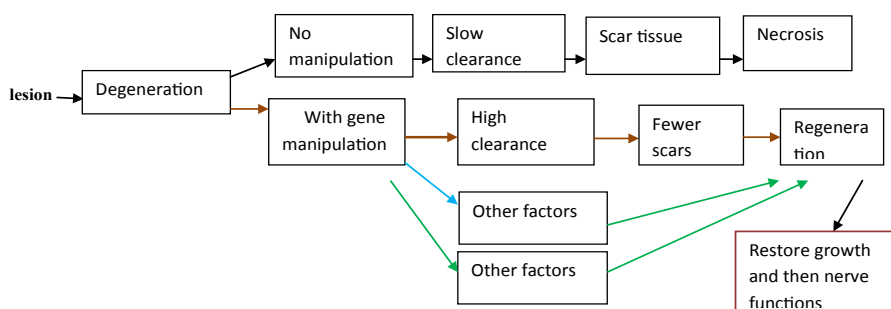 lesion
Degeneration
No
manipulation
Slow
clearance
Scar tissue
Necrosis
With gene
manipulation
High
clearance
Fewer
scars
Regenera
tion
Other factors
Other factors
Restore growth
and then nerve
functions